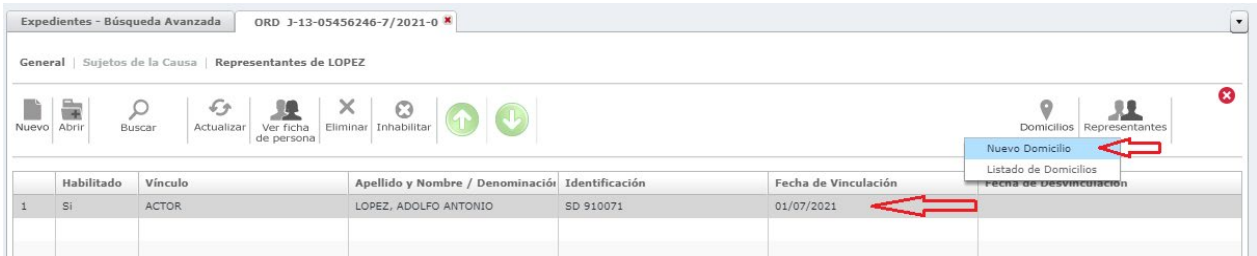 Expedientes - Búsqueda Avanzada ORD J-13-05456246-7/2021-0
General | Sujetos de la Causa | Representantes de LOPEZ
Nuevo Abrir Buscar Actualizar Ver ficha de persona Eliminar Inhabilitar Domicilios Representantes
Nuevo Domicilio
Listado de Domicilios
Habilitado Vínculo Apellido y Nombre / Denominación Identificación Fecha de Vinculación Fecha de Desvinculación
1 Si ACTOR LOPEZ, ADOLFO ANTONIO SD 910071 01/07/2021